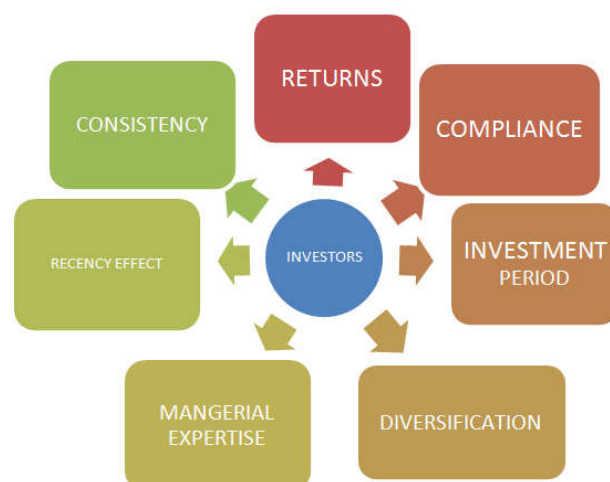 RETURNS
COMPLIANCE
INVESTMENT
PERIOD
DIVERSIFICATION
MANGERIAL
EXPERTISE
RECENCY EFFECT
CONSISTENCY
INVESTORS